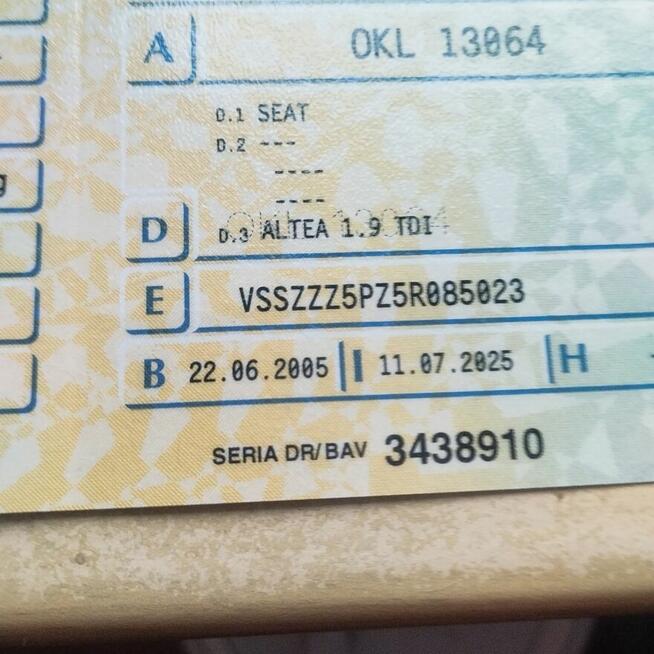 A OKL 13064
D.1 SEAT
D.2 ---
----
----
D D.3 ALTEA 1.9 TDI
E VSSZZZ5PZ5R085023
B 22.06.2005 I 11.07.2025 H
SERIA DR/BAV 3438910